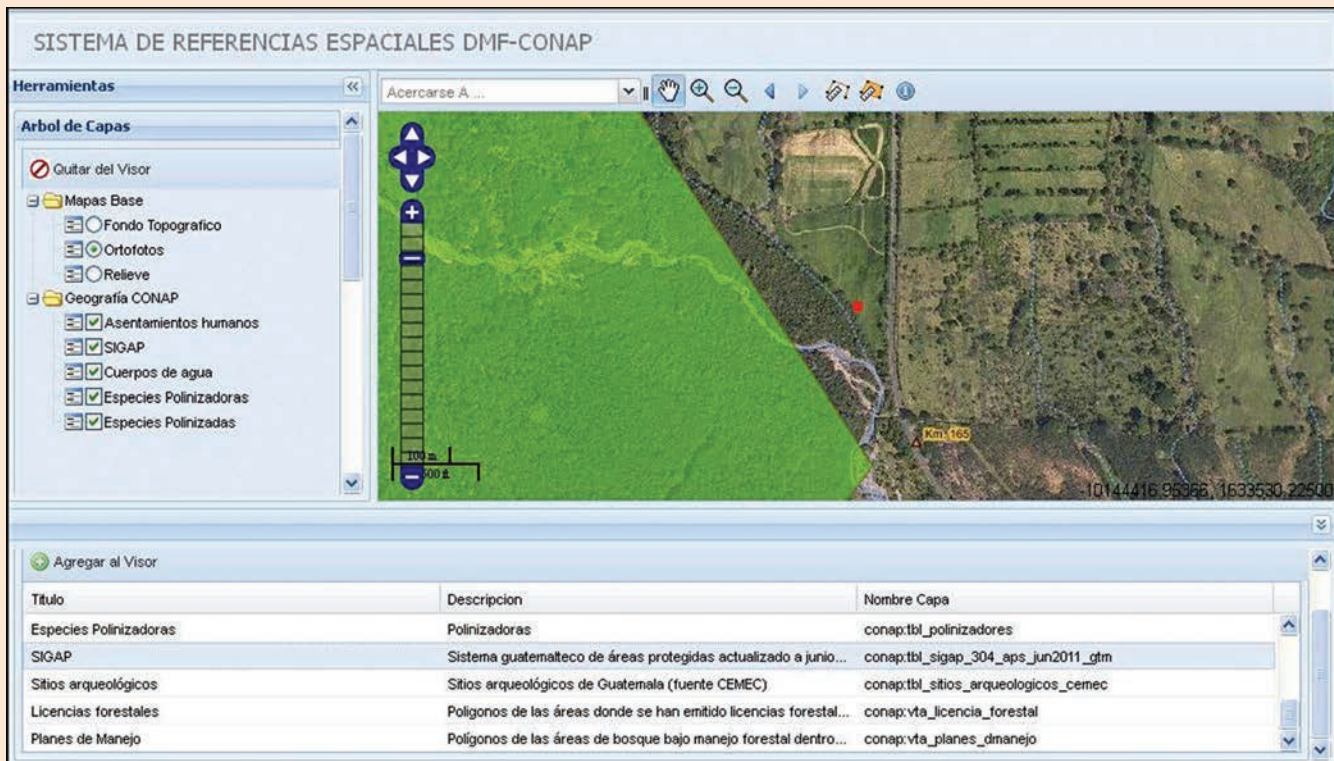 SISTEMA DE REFERENCIAS ESPACIALES DMF-CONAP
Herramientas
Acercarse A ...
Arbol de Capas
Quitar del Visor
Mapas Base
Fondo Topografico
Ortofotos
Relieve
Geografía CONAP
Asentamientos humanos
SIGAP
Cuerpos de agua
Especies Polinizadoras
Especies Polinizadas
Km. 165
100 m
500 ft
-10144416.95366, 1633530.22500
Agregar al Visor
Titulo Descripcion Nombre Capa
Especies Polinizadoras Polinizadoras conap:tbl_polinizadores
SIGAP Sistema guatemalteco de áreas protegidas actualizado a junio... conap:tbl_sigap_304_aps_jun2011_gtm
Sitios arqueológicos Sitios arqueológicos de Guatemala (fuente CEMEC) conap:tbl_sitios_arqueologicos_cemec
Licencias forestales Poligonos de las áreas donde se han emitido licencias forestal... conap:vta_licencia_forestal
Planes de Manejo Polígonos de las áreas de bosque bajo manejo forestal dentro... conap:vta_planes_dmanejo